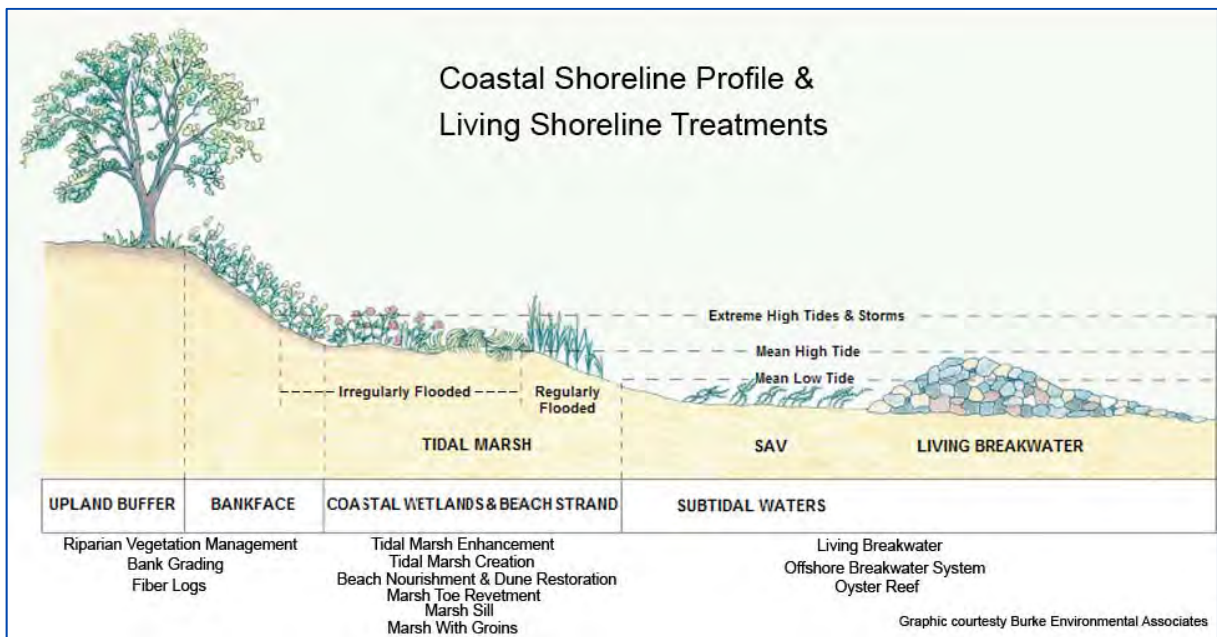 Coastal Shoreline Profile &
Living Shoreline Treatments
Extreme High Tides & Storms
Mean High Tide
Mean Low Tide
Irregularly Flooded
Regularly
Flooded
TIDAL MARSH
SAV
LIVING BREAKWATER
UPLAND BUFFER
BANKFACE
COASTAL WETLANDS & BEACH STRAND
SUBTIDAL WATERS
Riparian Vegetation Management
Bank Grading
Fiber Logs
Tidal Marsh Enhancement
Tidal Marsh Creation
Beach Nourishment & Dune Restoration
Marsh Toe Revetment
Marsh Sill
Marsh With Groins
Living Breakwater
Offshore Breakwater System
Oyster Reef
Graphic courtesty Burke Environmental Associates